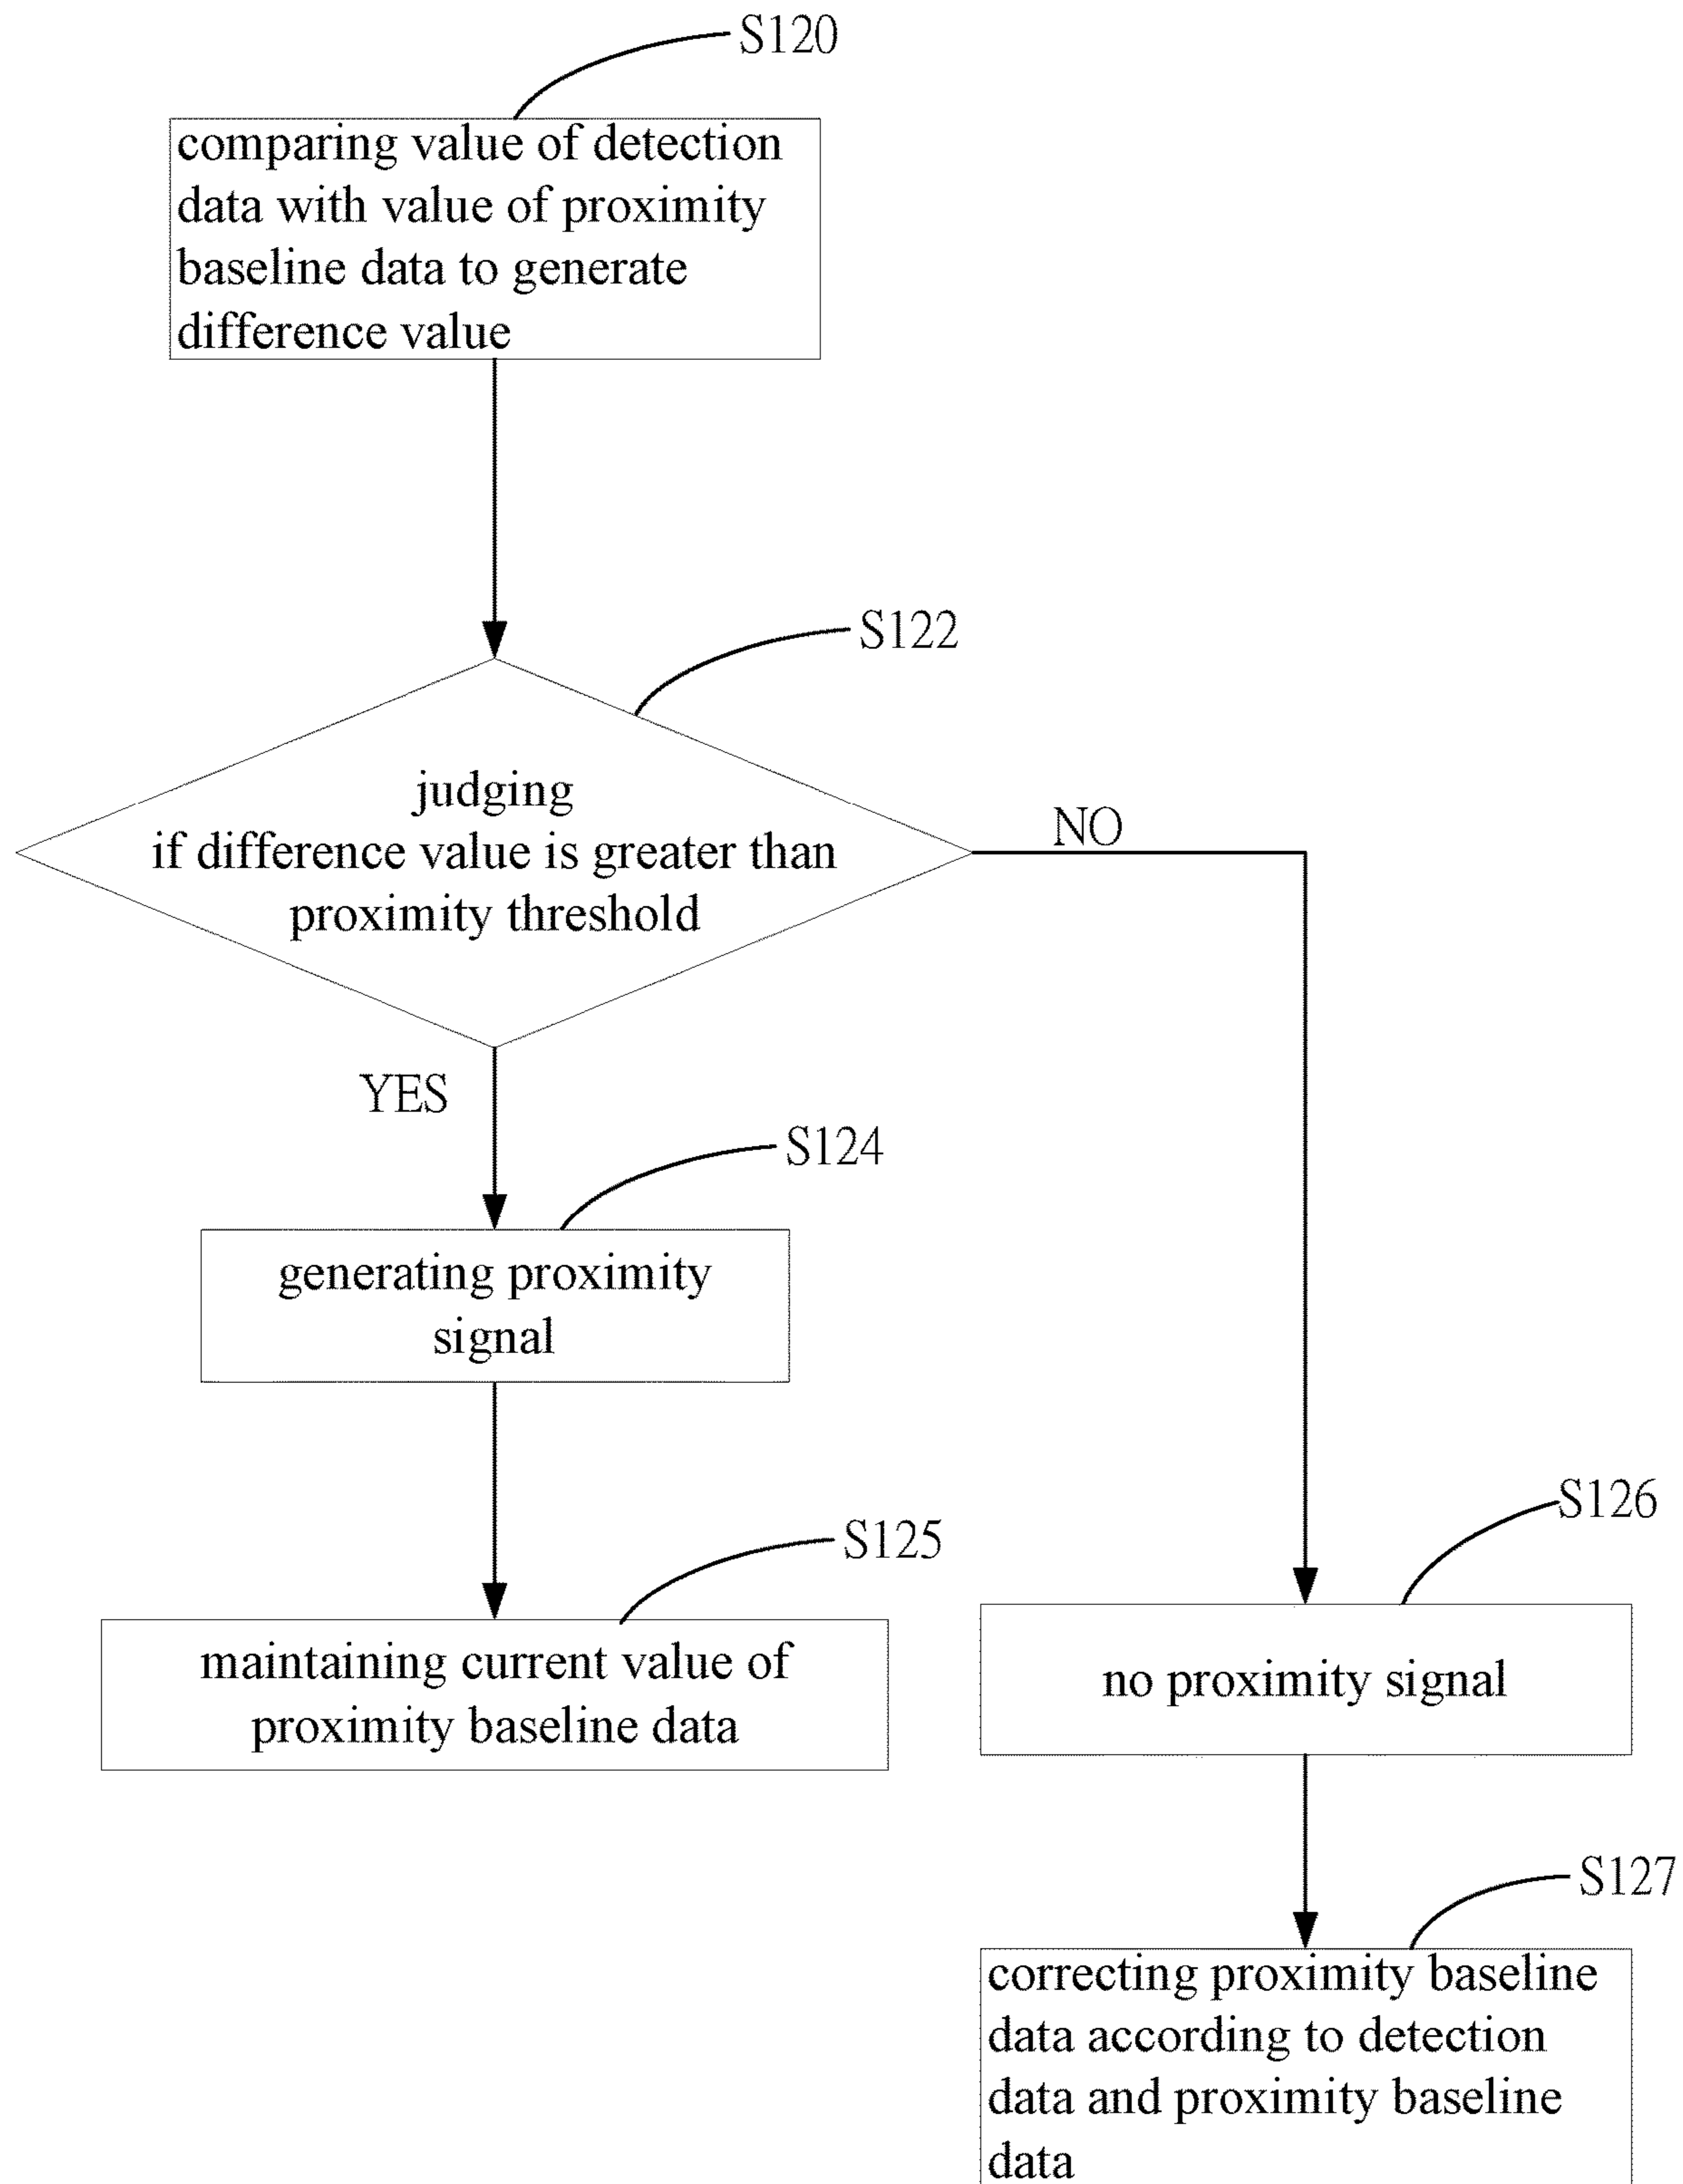 S120
comparing value of detection
data with value of proximity
baseline data to generate
difference value
S122
judging
if difference value is greater than
proximity threshold
NO
YES
S124
generating proximity
signal
S125
maintaining current value of
proximity baseline data
S126
no proximity signal
S127
correcting proximity baseline
data according to detection
data and proximity baseline
data